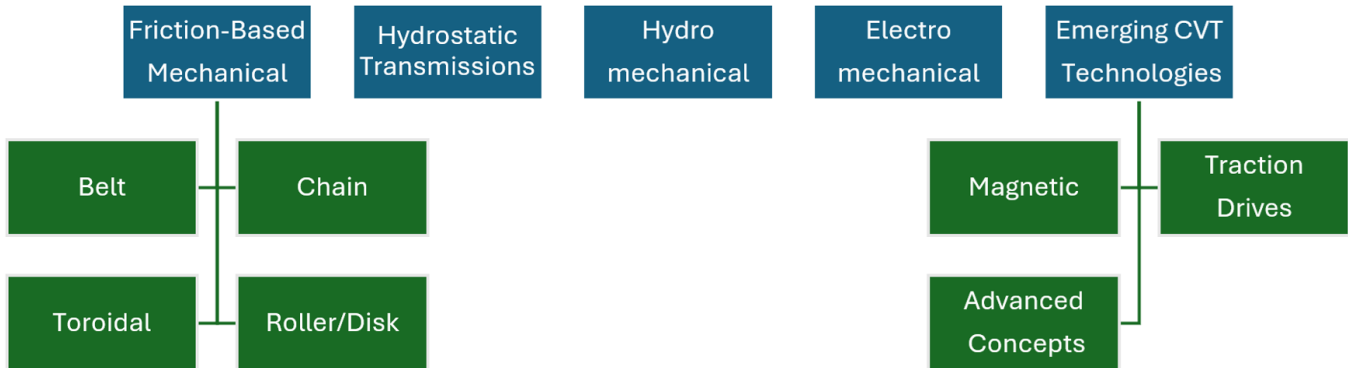 Friction-Based
Mechanical
Hydrostatic
Transmissions
Hydro
mechanical
Electro
mechanical
Emerging CVT
Technologies
Belt
Chain
Magnetic
Traction
Drives
Toroidal
Roller/Disk
Advanced
Concepts